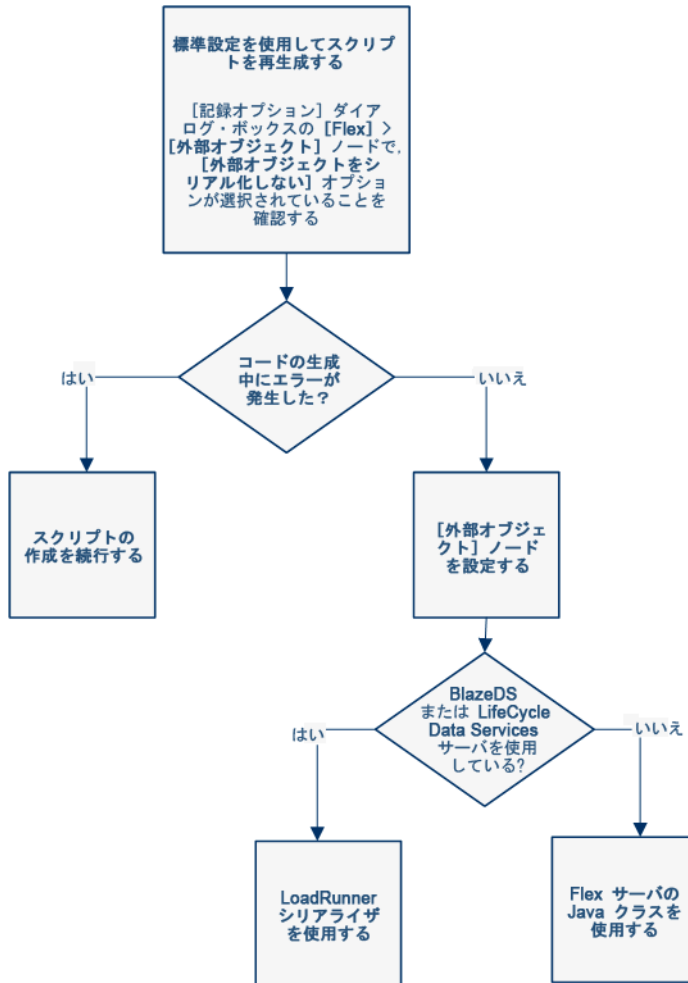 標準設定を使用してスクリプ
トを再生成する
[記録オプション] ダイア
ログ・ボックスの [Flex] >
[外部オブジェクト] ノードで,
[外部オブジェクトをシ
リアル化しない] オプショ
ンが選択されていることを
確認する
コードの生成
中にエラーが
発生した？
はい
いいえ
スクリプトの
作成を続行する
[外部オブジェ
クト] ノード
を設定する
BlazeDS
または LifeCycle
Data Services
サーバを使用
している?
はい
いいえ
LoadRunner
シリアライザ
を使用する
Flex サーバの
Java クラスを
使用する